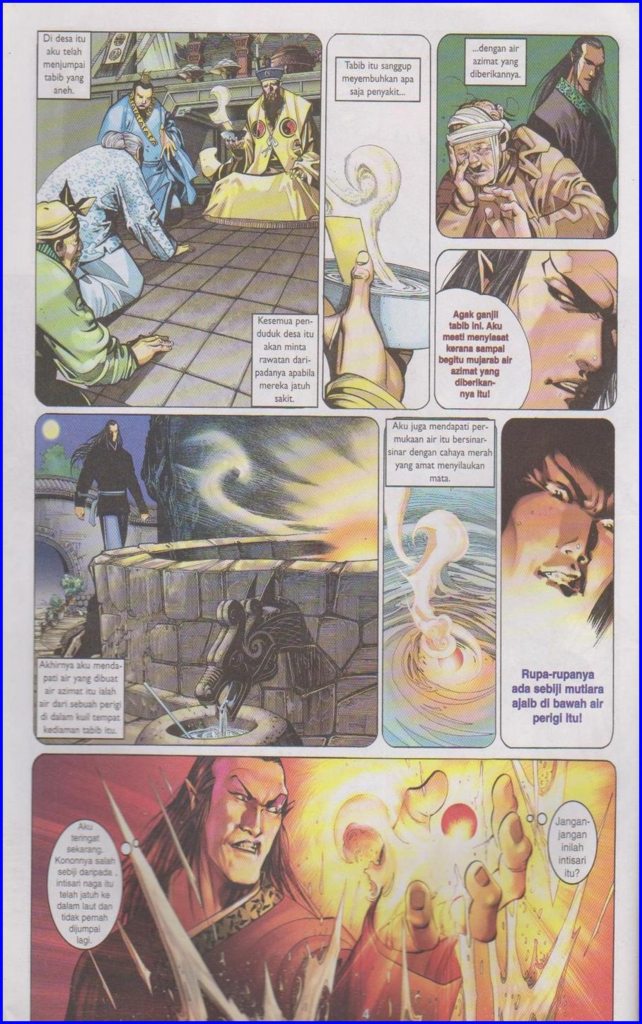 Di desa itu
aku telah
menjumpai
tabib yang
aneh.
Kesemua pen-
duduk desa itu
akan minta
rawatan dari-
padanya apabila
mereka jatuh
sakit.
Tabib itu sanggup
meyembuhkan apa
saja penyakit...
...dengan air
azimat yang
diberikannya.
Agak ganjil
tabib ini. Aku
mesti menyiasat
kerana sampai
begitu mujarab air
azimat yang
diberikan-
nya itu!
Akhirnya aku menda-
pati air yang dibuat
air azimat itu ialah
air dari sebuah perigi
di dalam kuil tempat
kediaman tabib itu.
Aku juga mendapati per-
mukaan air itu bersinar-
sinar dengan cahaya merah
yang amat menyilaukan
mata.
Rupa-rupanya
ada sebiji mutiara
ajaib di bawah air
perigi itu!
Aku
teringat
sekarang.
Kononnya salah
sebiji daripada ,
intisari naga itu
telah jatuh ke
dalam laut dan
tidak pernah
dijumpai
lagi.
Jangan-
jangan
inilah
intisari
itu?
4